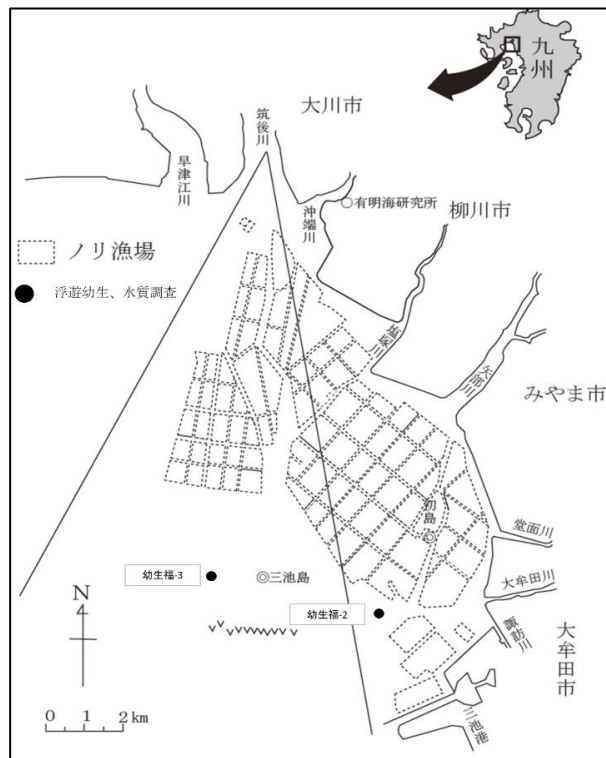 九州
大川市
筑後川
早津江川
沖端川
有明海研究所
柳川市
ノリ漁場
浮遊幼生、水質調査
塩塚川
矢部川
みやま市
初島
堂面川
幼生福-3
三池島
大牟田川
幼生福-2
N
諏訪川
大牟田市
0 1 2 km
三池港